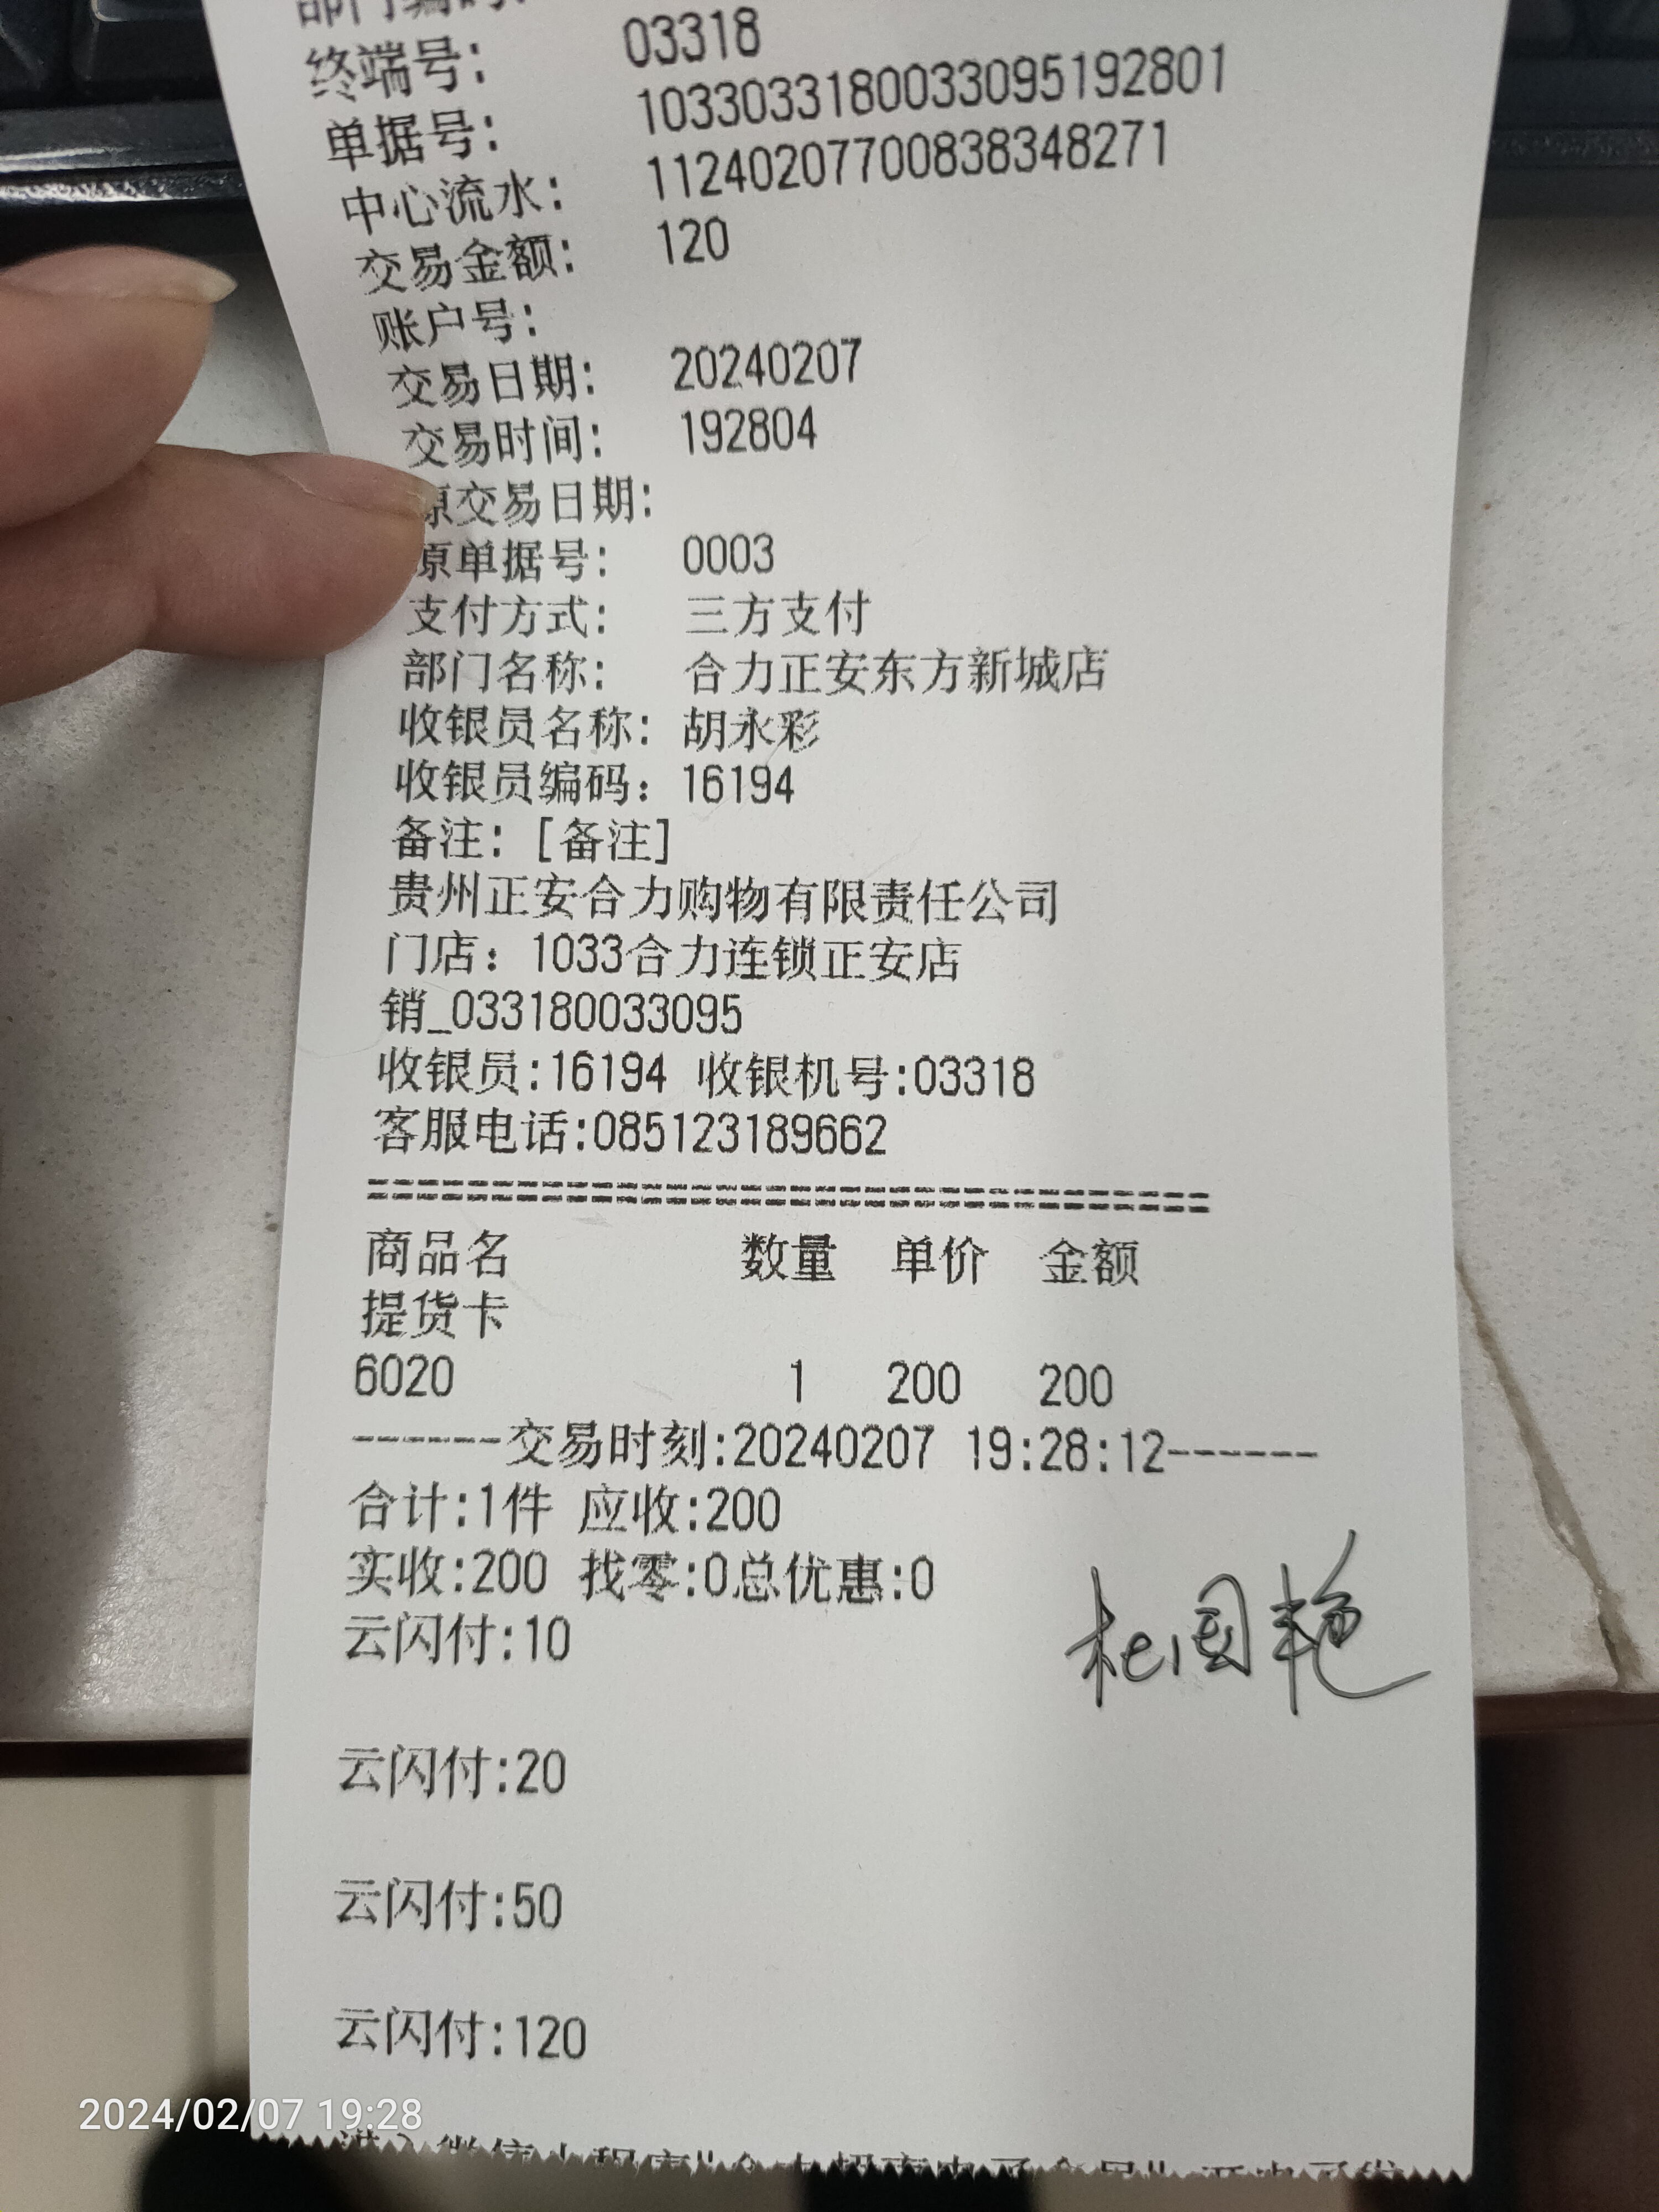 部门编码:
终端号: 03318
单据号: 1033033180033095192801
中心流水: 11240207700838348271
交易金额: 120
账户号:
交易日期: 20240207
交易时间: 192804
原交易日期:
原单据号: 0003
支付方式: 三方支付
部门名称: 合力正安东方新城店
收银员名称: 胡永彩
收银员编码: 16194
备注: [备注]
贵州正安合力购物有限责任公司
门店: 1033合力连锁正安店
销_033180033095
收银员:16194 收银机号:03318
客服电话:085123189662
===================================
商品名 数量 单价 金额
提货卡
6020 1 200 200
------交易时刻:20240207 19:28:12------
合计:1件 应收:200
实收:200 找零:0总优惠:0
云闪付:10
云闪付:20
云闪付:50
云闪付:120
2024/02/07 19:28